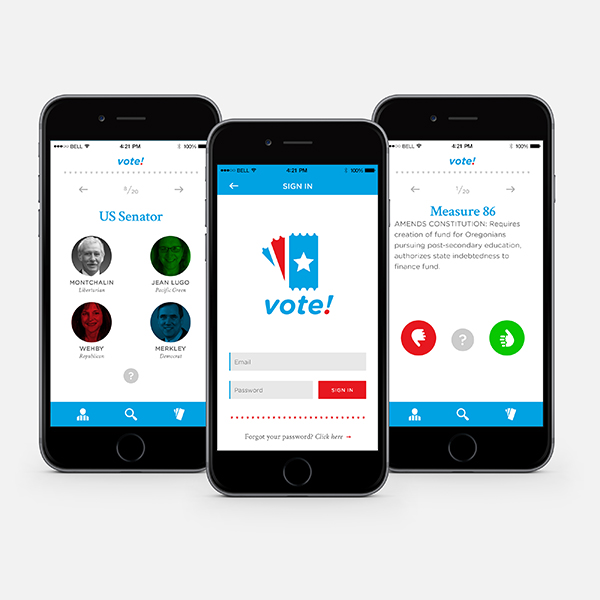 ●●●○○ BELL 4:21 PM 100%
vote!
← 8/20 →
US Senator
MONTCHALIN JEAN LUGO
Libertarian Pacific Green
WEHBY MERKLEY
Republican Democrat
?
●●●○○ BELL 4:21 PM 100%
← SIGN IN
vote!
Email
Password SIGN IN
Forgot your password? Click here →
●●●○○ BELL 4:21 PM 100%
vote!
← 1/20 →
Measure 86
AMENDS CONSTITUTION: Requires
creation of fund for Oregonians
pursuing post-socondary education,
authorizes state indebtedness to
finance fund.
?